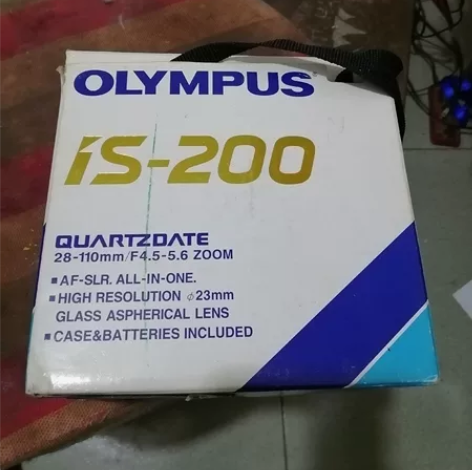 OLYMPUS
iS-200
QUARTZDATE
28-110mm/F4.5-5.6 ZOOM
▪AF-SLR. ALL-IN-ONE.
▪HIGH RESOLUTION ⌀23mm
GLASS ASPHERICAL LENS
▪CASE&BATTERIES INCLUDED